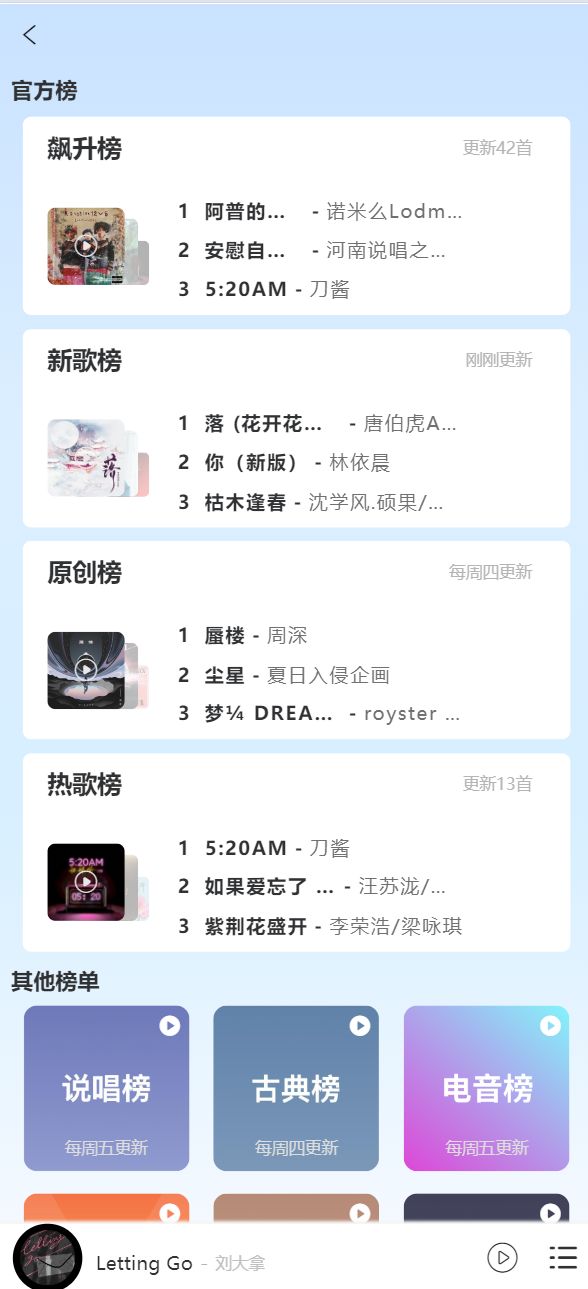 官方榜
飙升榜 更新42首
1 阿普的... - 诺米么Lodm...
2 安慰自... - 河南说唱之...
3 5:20AM - 刀酱
新歌榜 刚刚更新
1 落 (花开花... - 唐伯虎A...
2 你（新版） - 林依晨
3 枯木逢春 - 沈学风.硕果/...
原创榜 每周四更新
1 蜃楼 - 周深
2 尘星 - 夏日入侵企画
3 梦¼ DREA... - royster ...
热歌榜 更新13首
5:20AM
05: 20
1 5:20AM - 刀酱
2 如果爱忘了 ... - 汪苏泷/...
3 紫荆花盛开 - 李荣浩/梁咏琪
其他榜单
说唱榜 古典榜 电音榜
每周五更新 每周四更新 每周五更新
Letting Go - 刘大拿